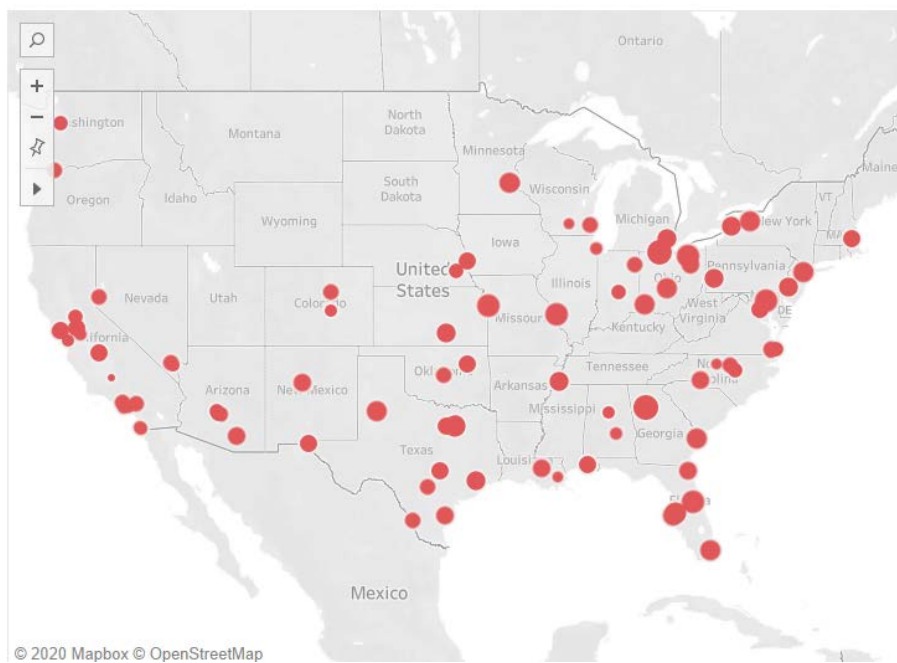 Ontario
shington
Montana
North
Dakota
Minnesota
Maine
Oregon
Idaho
South
Dakota
Wisconsin
Michigan
VT
New York
MA
Wyoming
Iowa
Pennsylvania
Nevada
Utah
Colorado
United
States
Illinois
Ohio
West
Virginia
DE
Missouri
Kentucky
Tennessee
Arizona
New Mexico
Arkansas
Mississippi
Georgia
Texas
Mexico
© 2020 Mapbox © OpenStreetMap